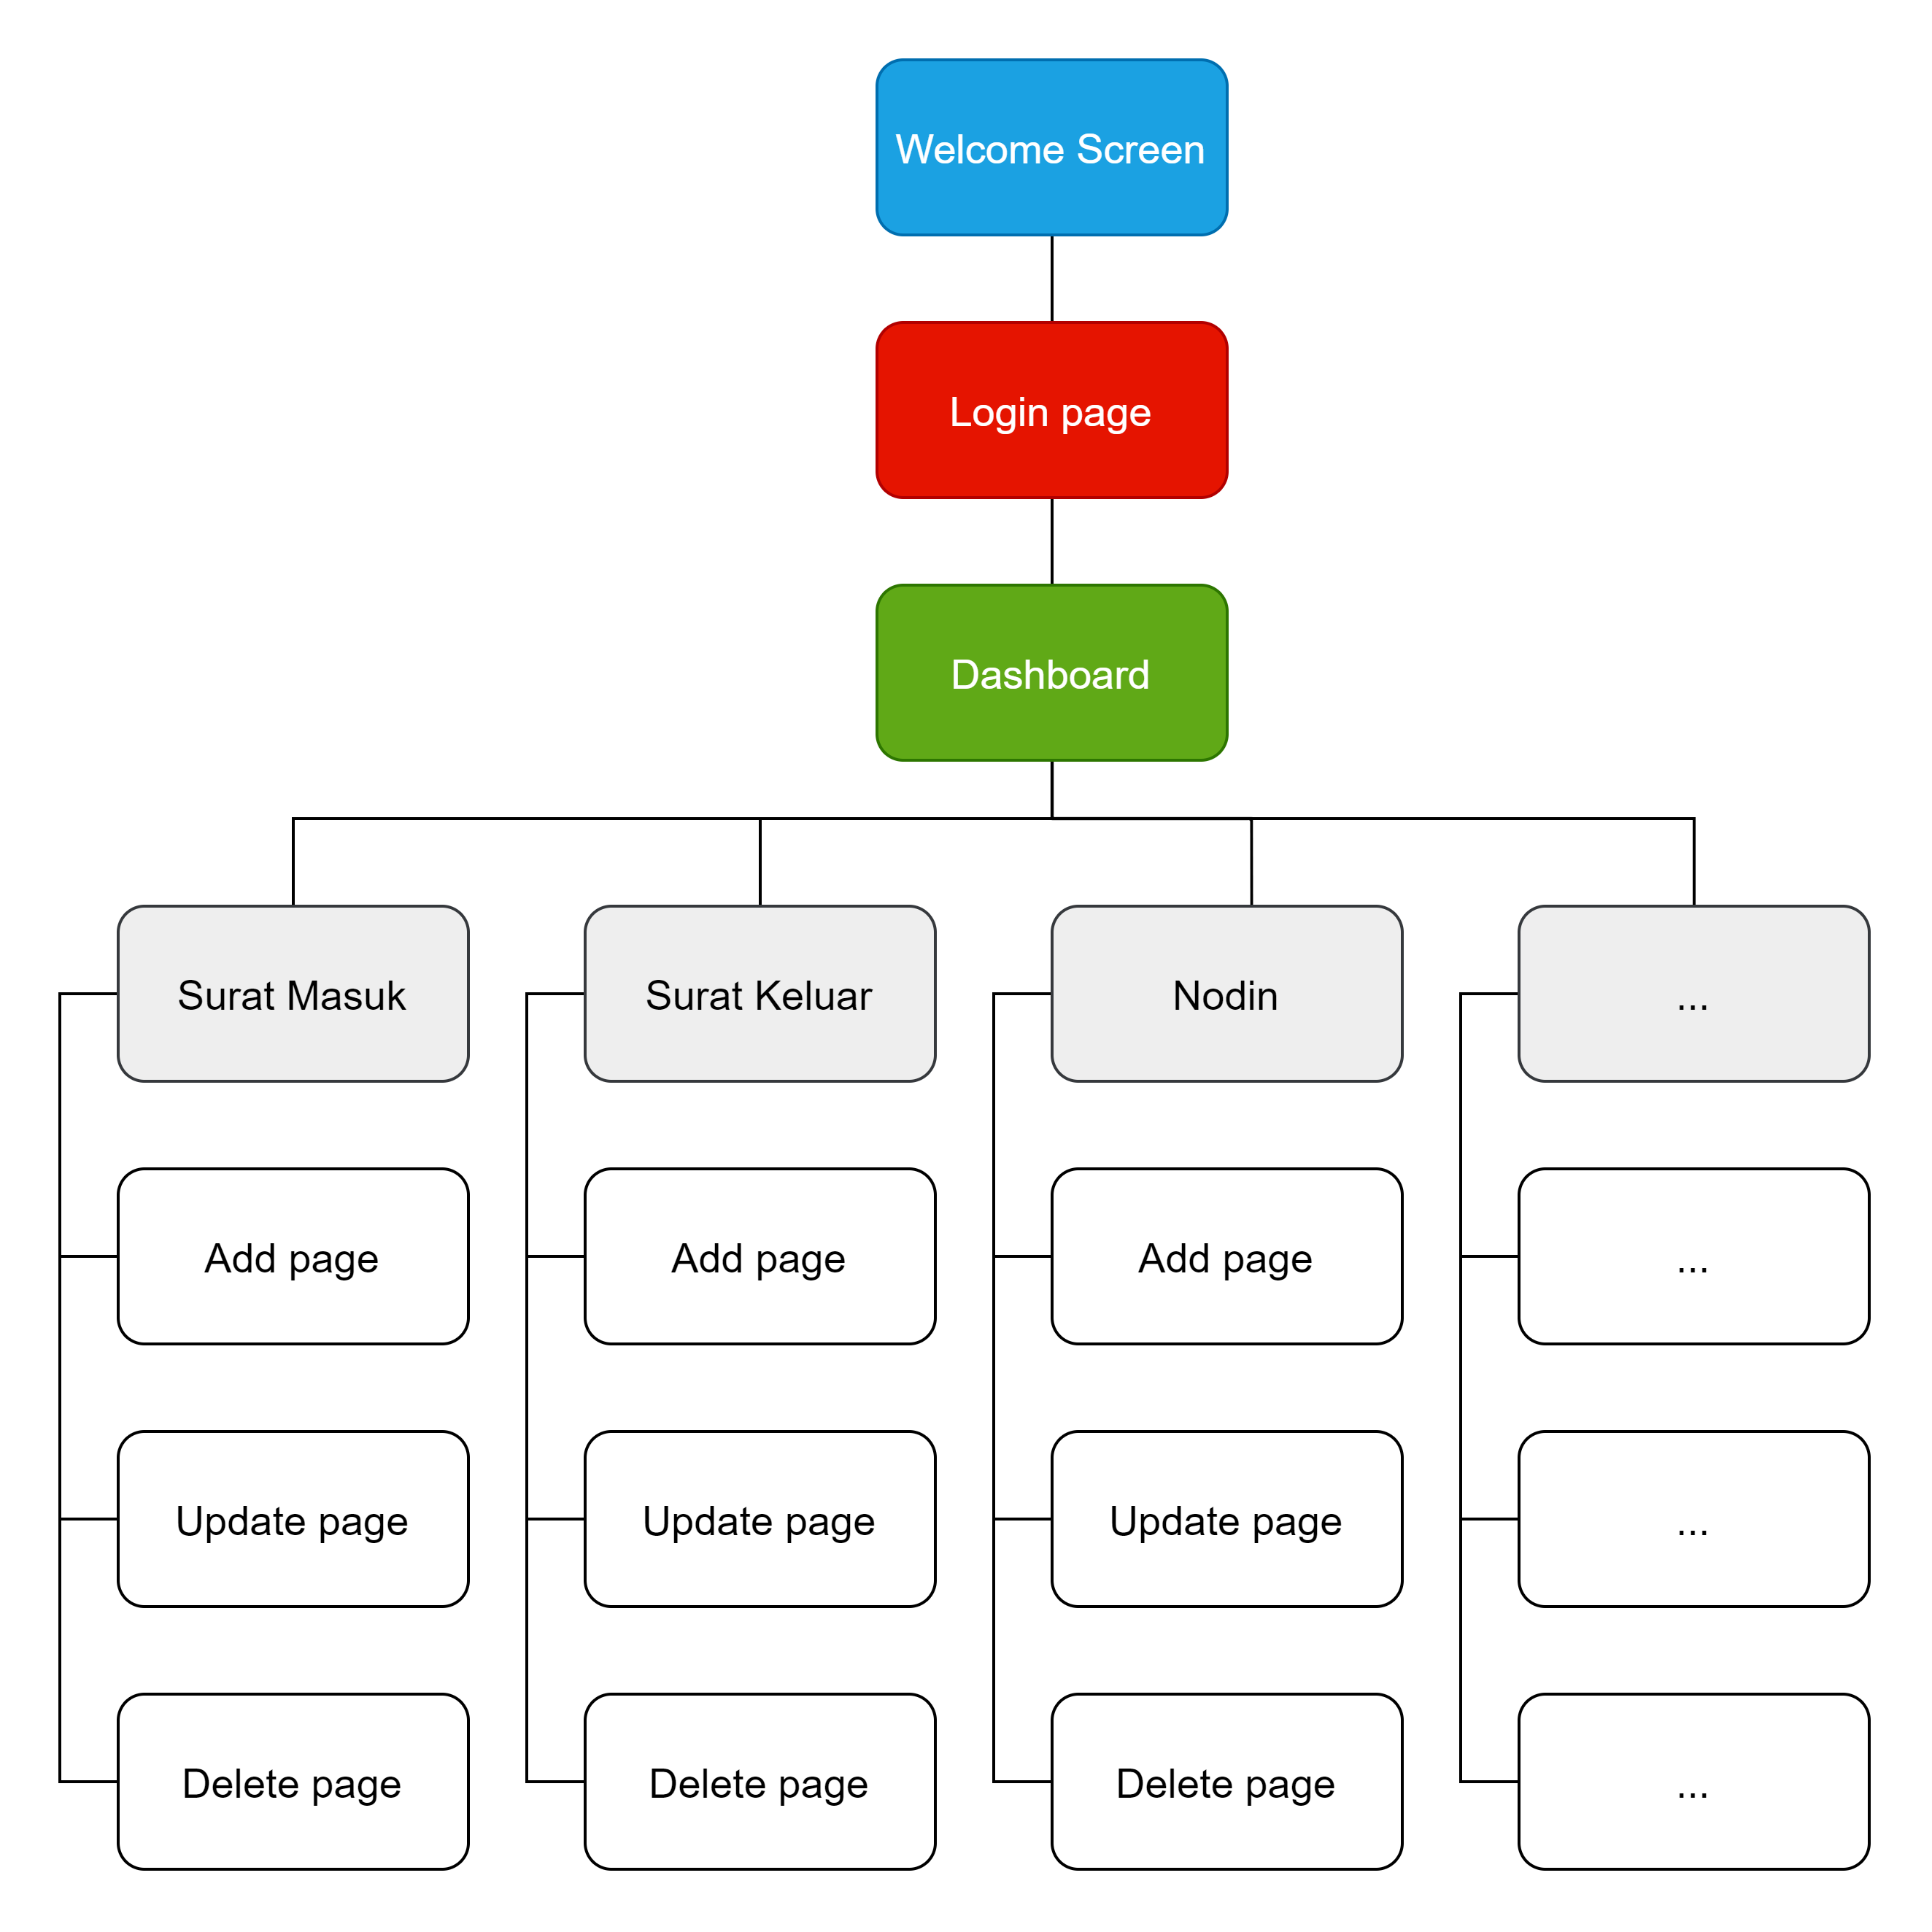 Welcome Screen
Login page
Dashboard
Surat Masuk
Surat Keluar
Nodin
...
Add page
Add page
Add page
...
Update page
Update page
Update page
...
Delete page
Delete page
Delete page
...